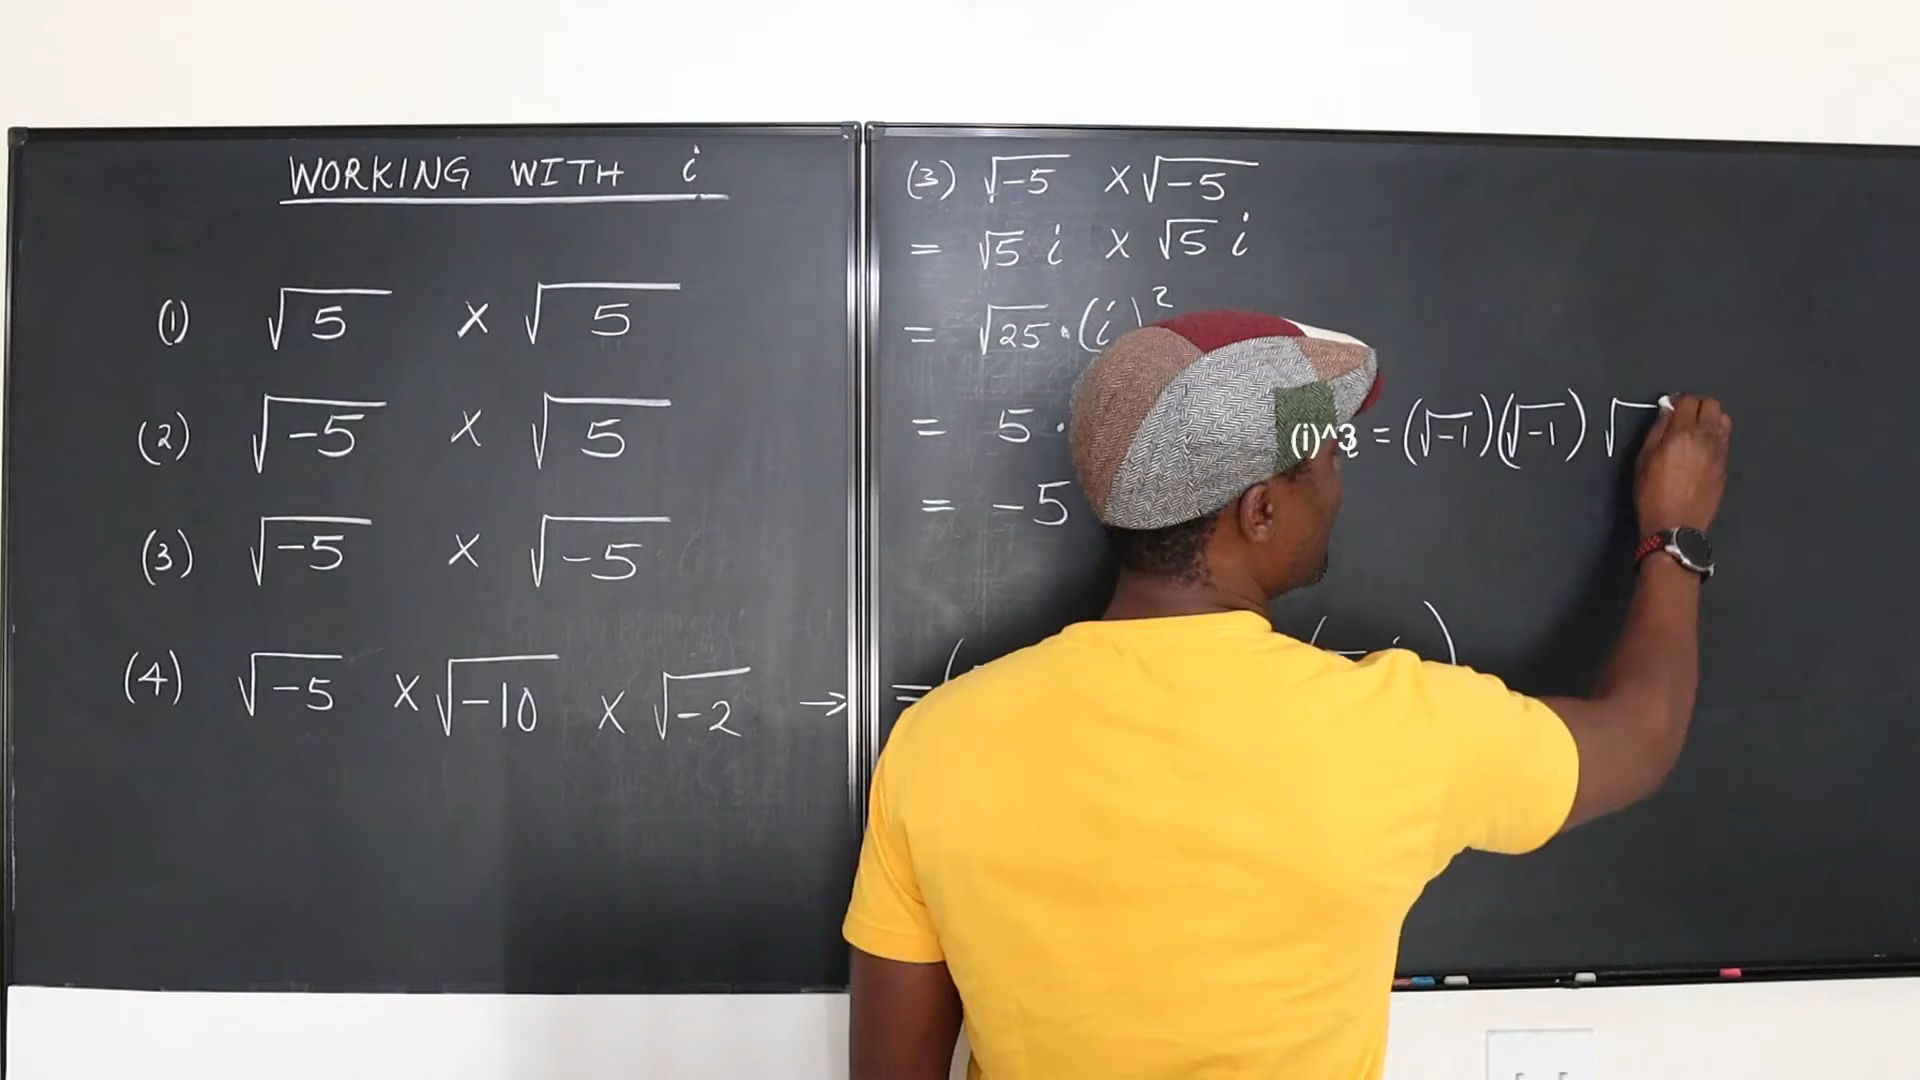 WORKING WITH i
(1) √5 × √5
(2) √-5 × √5
(3) √-5 × √-5
(4) √-5 × √-10 × √-2 →
(3) √-5 × √-5
= √5 i × √5 i
= √25 · (i)²
= 5 ·
= -5
(i)^3 = (√-1)(√-1) √
= (